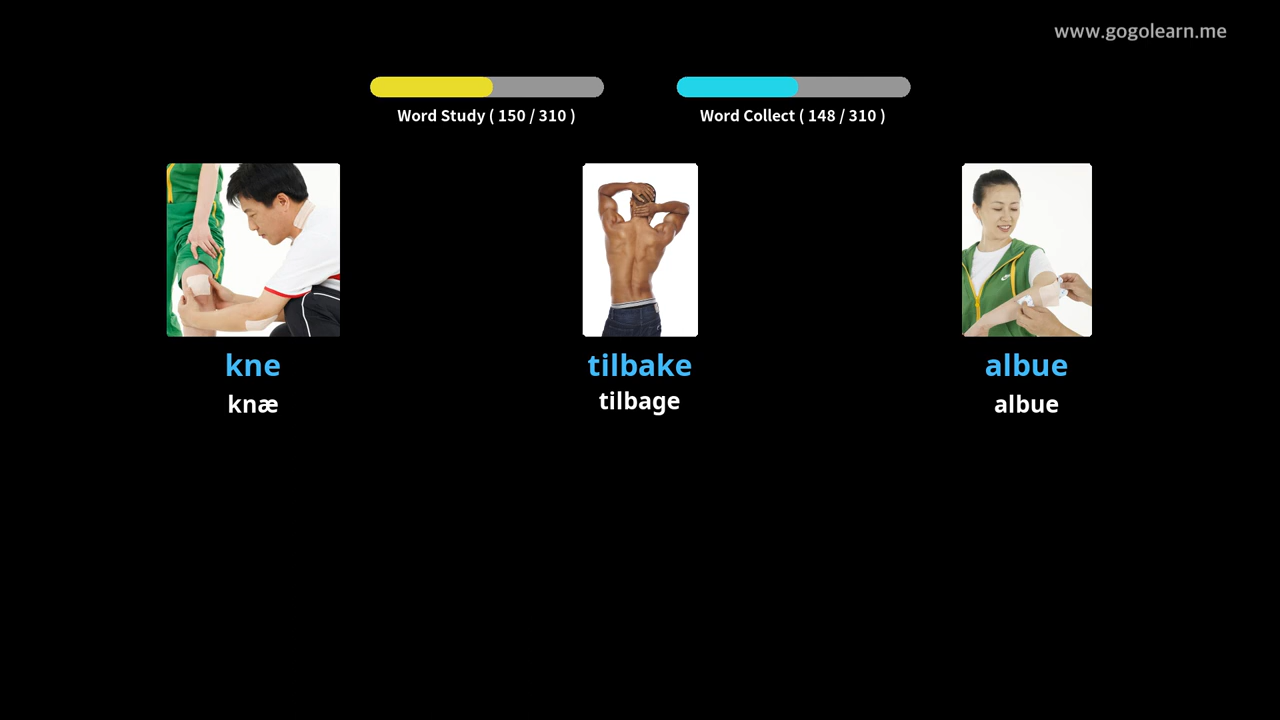 www.gogolearn.me
Word Study ( 150 / 310 )
Word Collect ( 148 / 310 )
kne
tilbake
albue
knæ
tilbage
albue